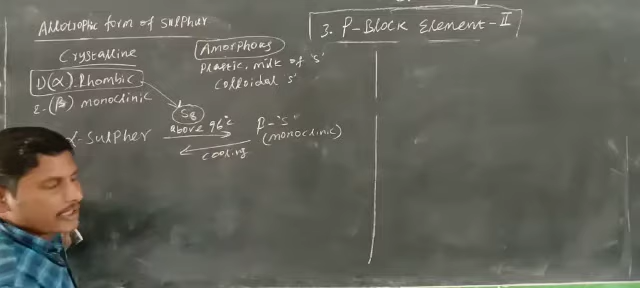 Allotropic form of Sulpher
Crystalline
1) (α) Rhombic
2-(β) monoclinic
Amorphous
Plastic, milk of 's'
colloidal s'
S8
α-Sulpher
above 96°c
cooling
β-'s'
(monoclinic)
3. P-Block Element-II